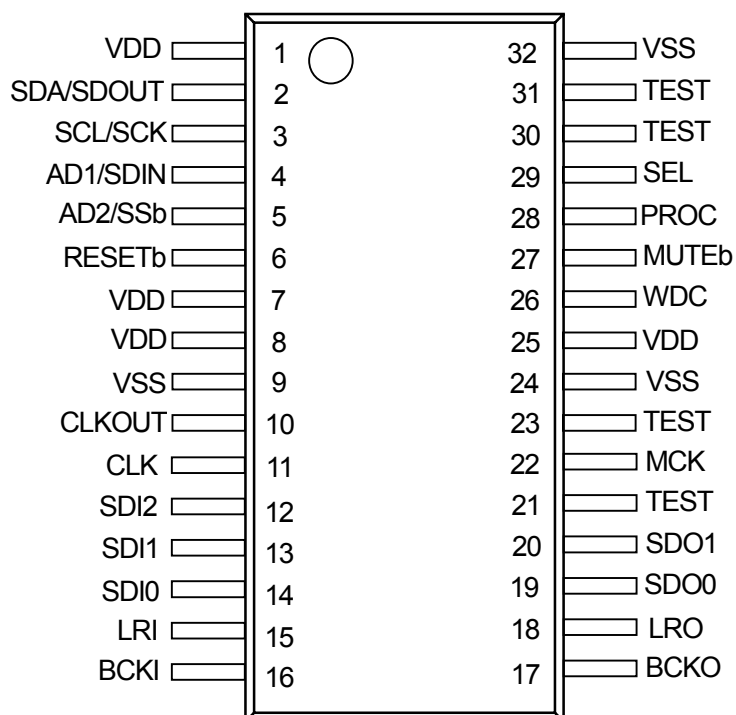 VDD 1 32 VSS
SDA/SDOUT 2 31 TEST
SCL/SCK 3 30 TEST
AD1/SDIN 4 29 SEL
AD2/SSb 5 28 PROC
RESETb 6 27 MUTEb
VDD 7 26 WDC
VDD 8 25 VDD
VSS 9 24 VSS
CLKOUT 10 23 TEST
CLK 11 22 MCK
SDI2 12 21 TEST
SDI1 13 20 SDO1
SDI0 14 19 SDO0
LRI 15 18 LRO
BCKI 16 17 BCKO